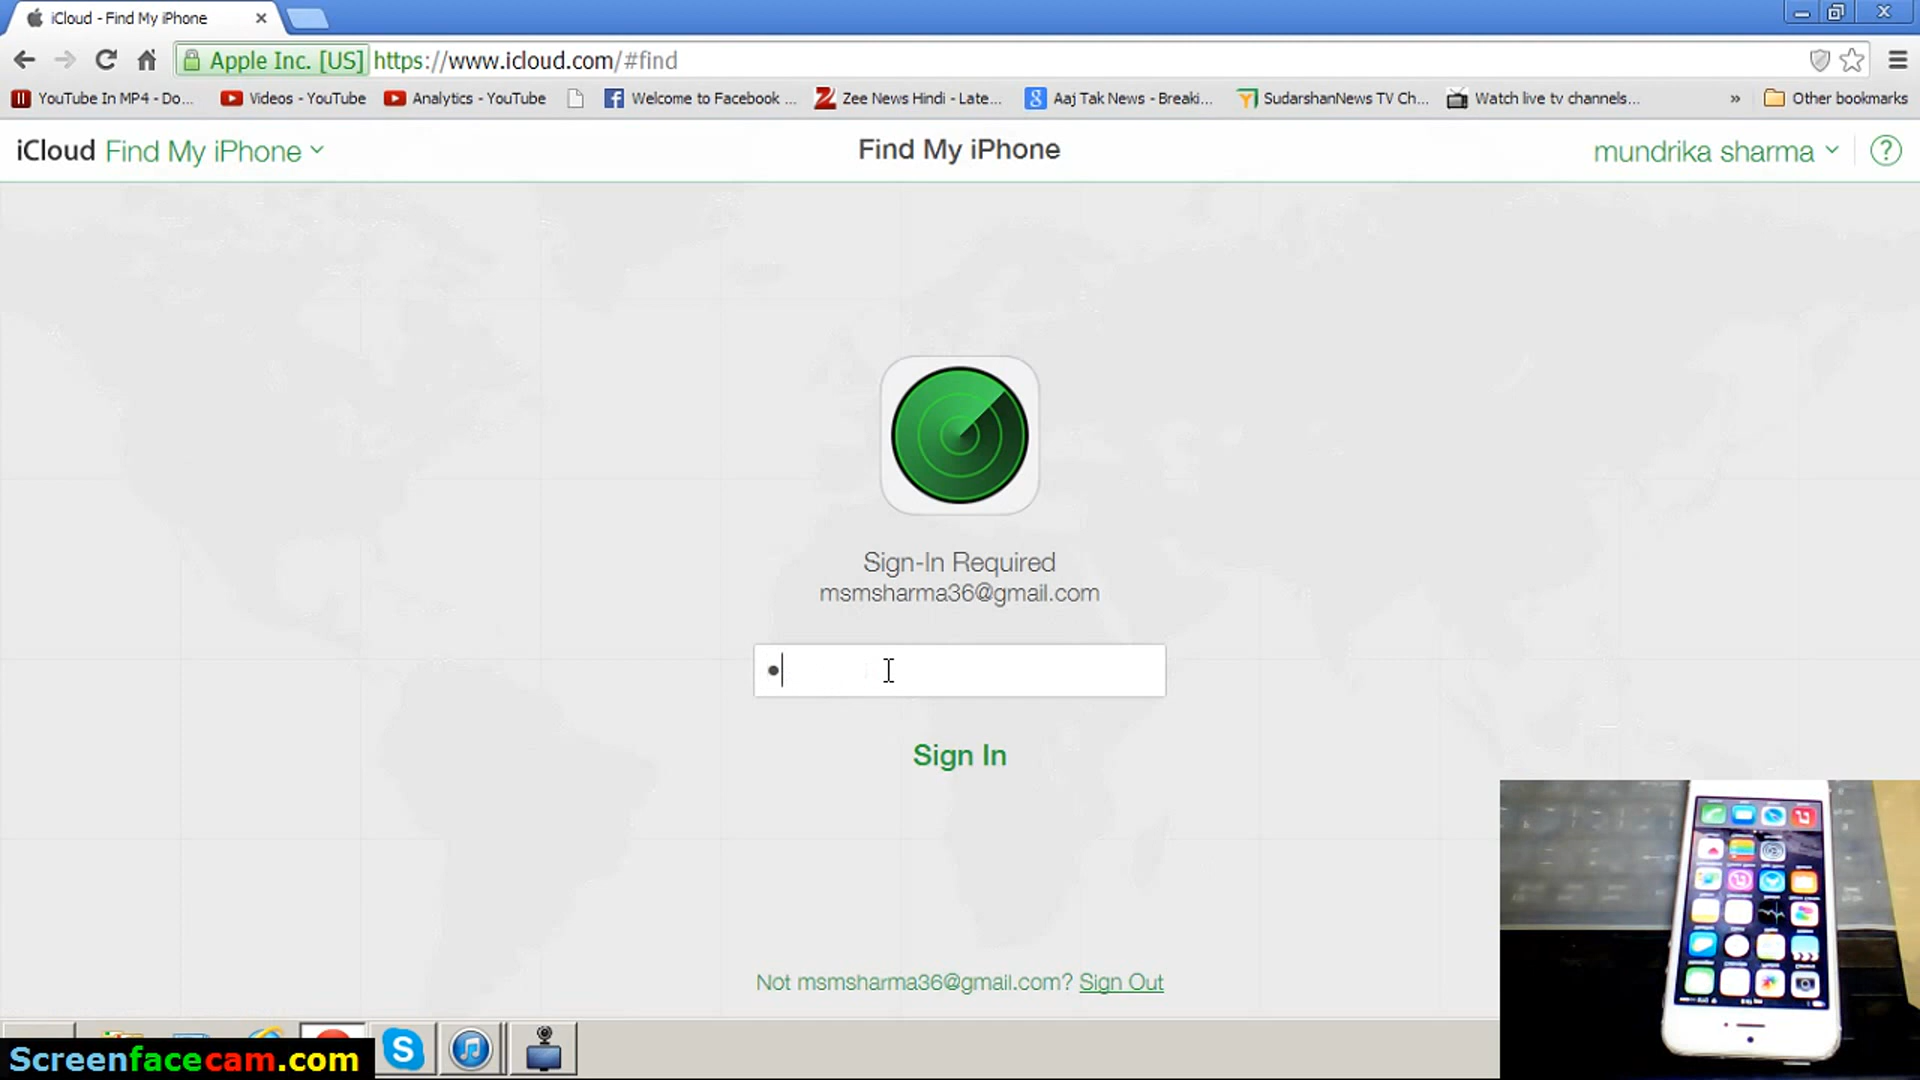 iCloud - Find My iPhone
Apple Inc. [US] https://www.icloud.com/#find
YouTube In MP4 - Do... Videos - YouTube Analytics - YouTube Welcome to Facebook ... Zee News Hindi - Late... Aaj Tak News - Breaki... SudarshanNews TV Ch... Watch live tv channels... » Other bookmarks
iCloud Find My iPhone Find My iPhone mundrika sharma ?
Sign-In Required
msmsharma36@gmail.com
Sign In
Not msmsharma36@gmail.com? Sign Out
Screenfacecam.com